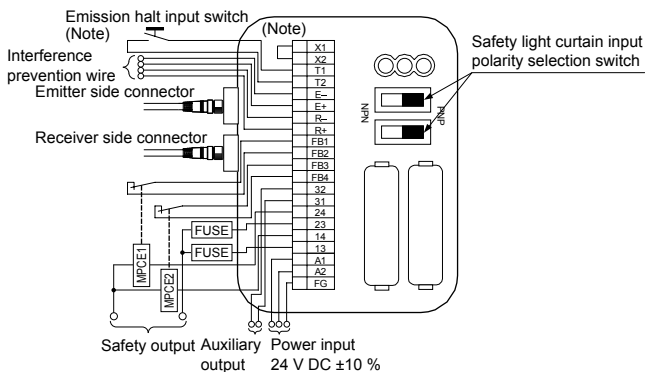 Emission halt input switch
(Note)
(Note)
Interference
prevention wire
Emitter side connector
Receiver side connector
X1
X2
T1
T2
E–
E+
R–
R+
FB1
FB2
FB3
FB4
32
31
24
23
14
13
A1
A2
FG
FUSE
FUSE
MPCE1
MPCE2
NPN
PNP
Safety light curtain input
polarity selection switch
Safety output
Auxiliary
output
Power input
24 V DC ±10 %